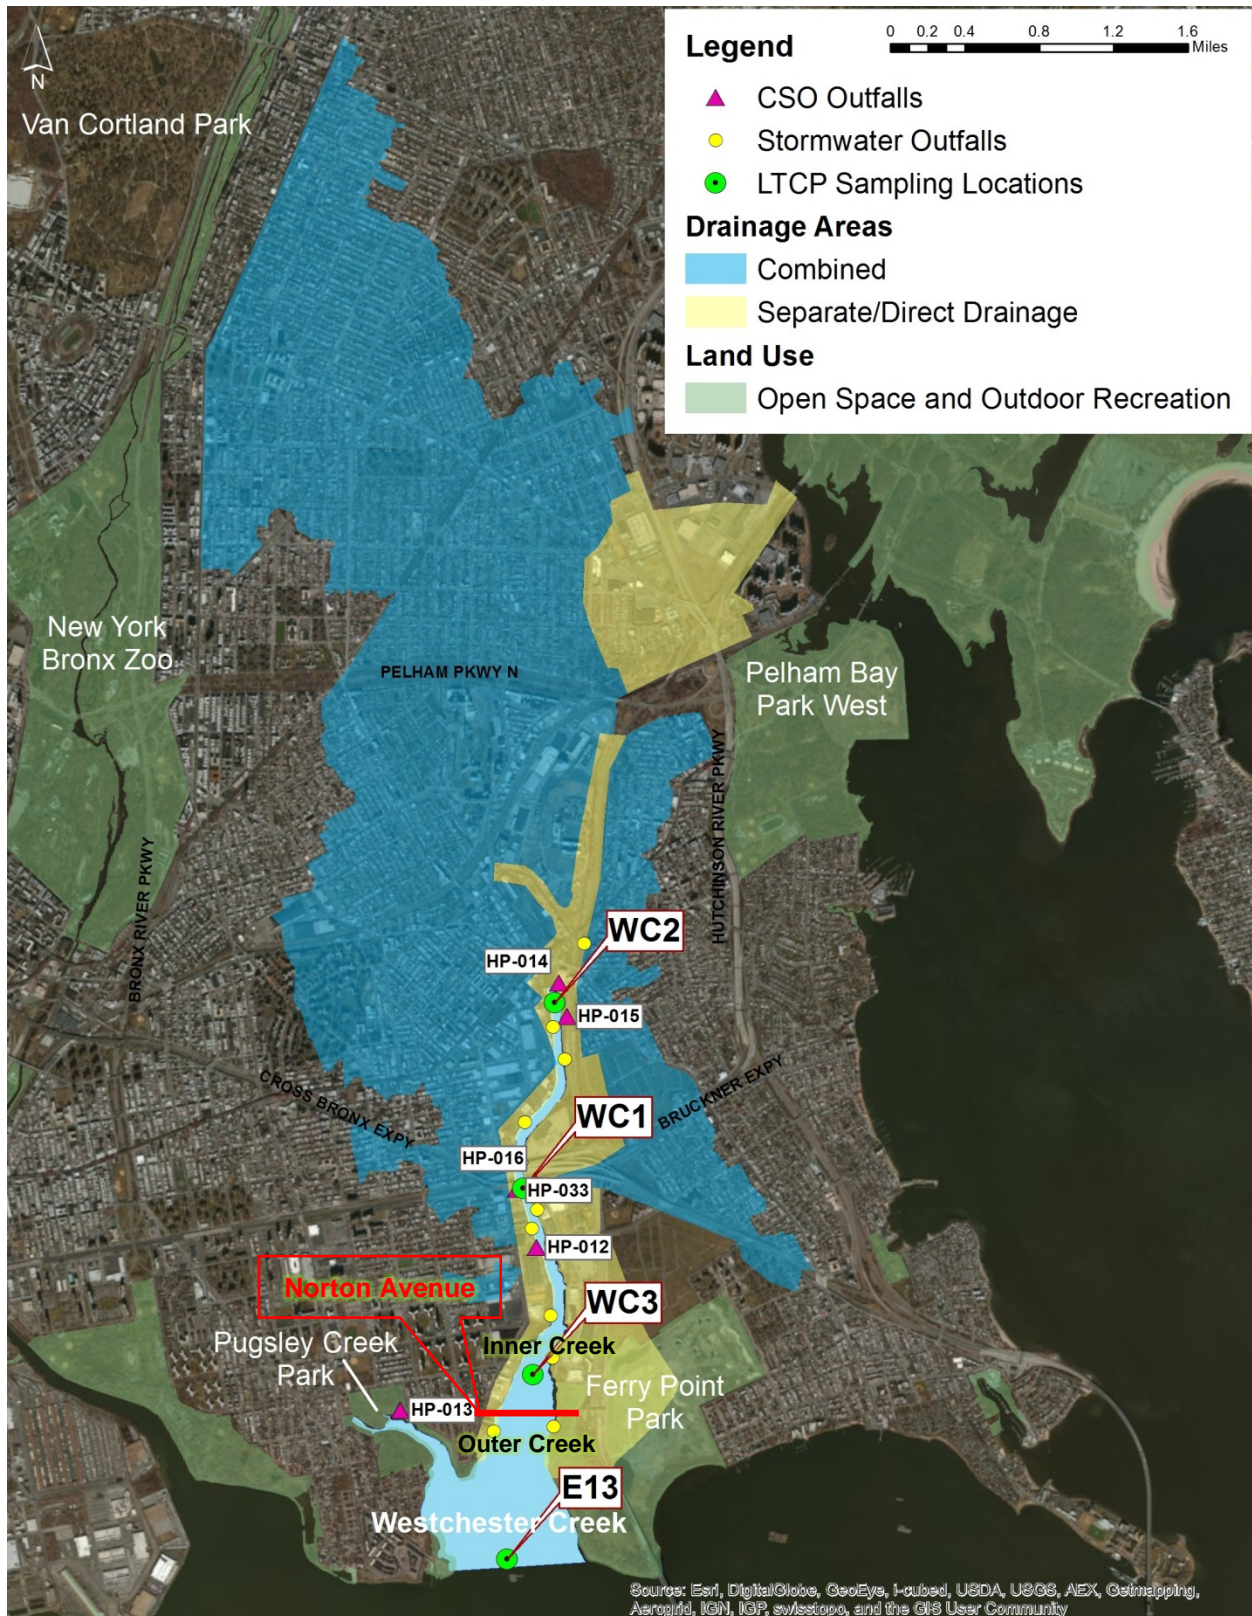 N
Van Cortland Park
Legend
0 0.2 0.4 0.8 1.2 1.6
Miles
CSO Outfalls
Stormwater Outfalls
LTCP Sampling Locations
Drainage Areas
Combined
Separate/Direct Drainage
Land Use
Open Space and Outdoor Recreation
New York
Bronx Zoo
PELHAM PKWY N
Pelham Bay
Park West
HUTCHINSON RIVER PKWY
BRONX RIVER PKWY
WC2
HP-014
HP-015
CROSS BRONX EXPY
BRUCKNER EXPY
WC1
HP-016
HP-033
HP-012
Norton Avenue
WC3
Pugsley Creek
Park
Inner Creek
HP-013
Ferry Point
Park
Outer Creek
E13
Westchester Creek
Source: Esri, DigitalGlobe, GeoEye, i-cubed, USDA, USGS, AEX, Getmapping,
Aerogrid, IGN, IGP, swisstopo, and the GIS User Community